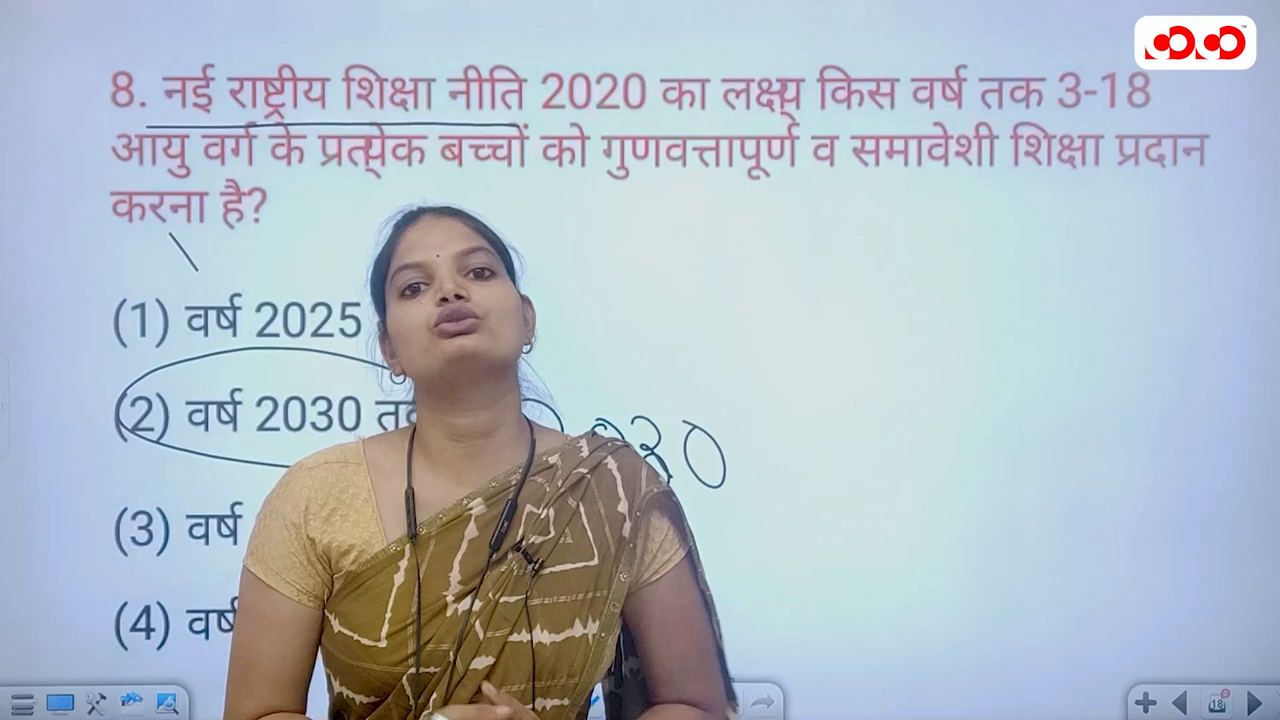 8. नई राष्ट्रीय शिक्षा नीति 2020 का लक्ष्य किस वर्ष तक 3-18
आयु वर्ग के प्रत्येक बच्चों को गुणवत्तापूर्ण व समावेशी शिक्षा प्रदान
करना है?
(1) वर्ष 2025
(2) वर्ष 2030
(3) वर्ष
(4) वर्ष
18